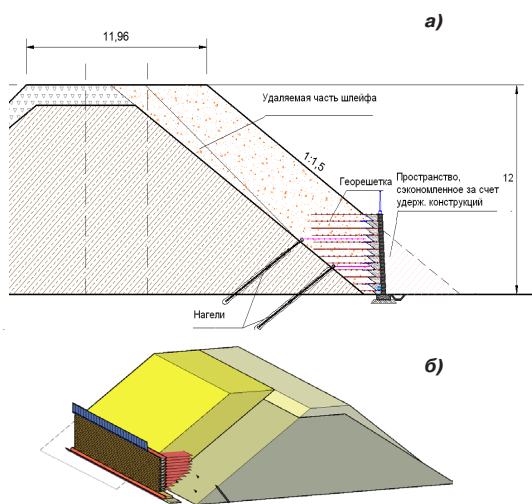 а)
11,96
Удаляемая часть шлейфа
1:1,5
Георешетка
Пространство,
сэкономленное за счет
удерж. конструкций
12
Нагели
б)